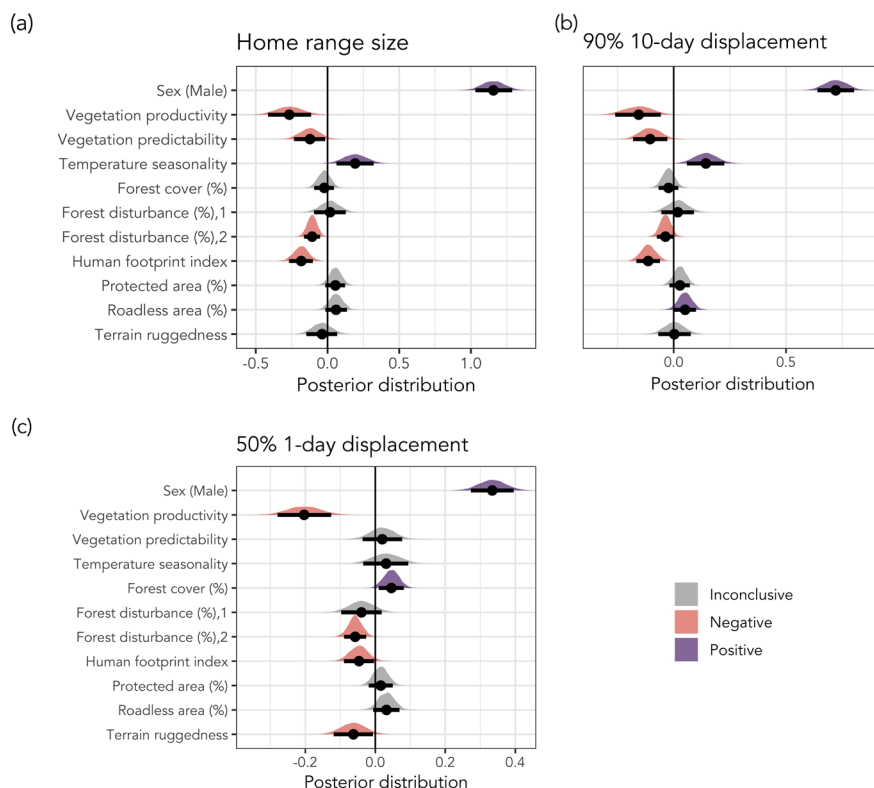 (a)
Home range size
Sex (Male)
Vegetation productivity
Vegetation predictability
Temperature seasonality
Forest cover (%)
Forest disturbance (%),1
Forest disturbance (%),2
Human footprint index
Protected area (%)
Roadless area (%)
Terrain ruggedness
-0.5 0.0 0.5 1.0
Posterior distribution
(b)
90% 10-day displacement
0.0 0.5
Posterior distribution
(c)
50% 1-day displacement
Sex (Male)
Vegetation productivity
Vegetation predictability
Temperature seasonality
Forest cover (%)
Forest disturbance (%),1
Forest disturbance (%),2
Human footprint index
Protected area (%)
Roadless area (%)
Terrain ruggedness
-0.2 0.0 0.2 0.4
Posterior distribution
Inconclusive
Negative
Positive